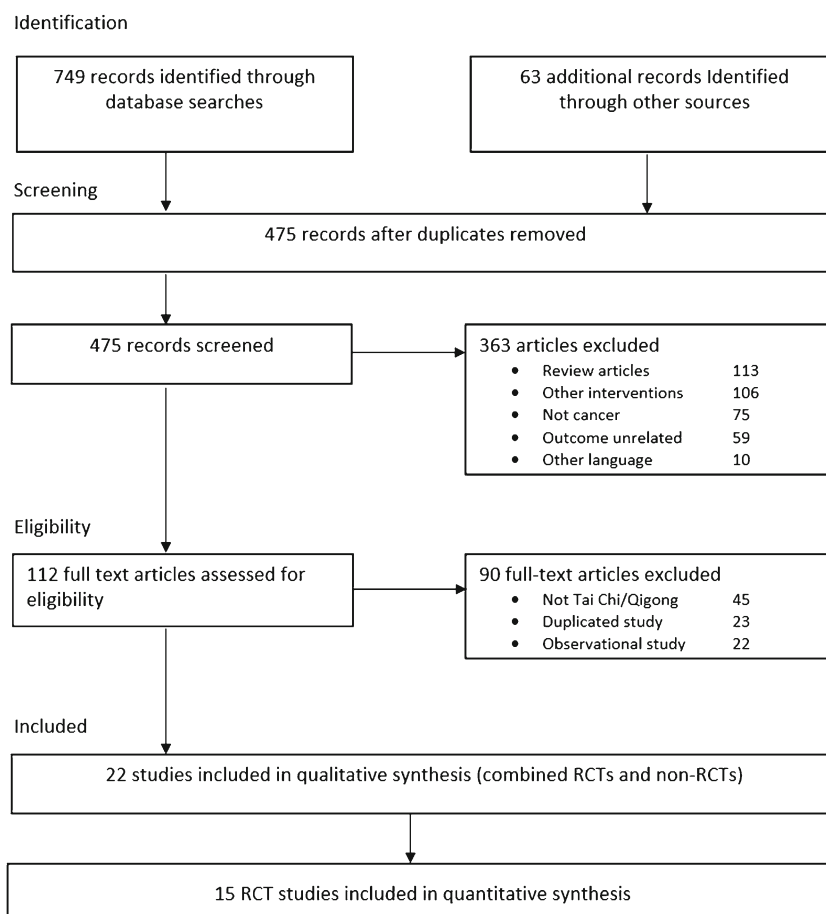 Identification
749 records identified through
database searches
63 additional records Identified
through other sources
Screening
475 records after duplicates removed
475 records screened
363 articles excluded
• Review articles 113
• Other interventions 106
• Not cancer 75
• Outcome unrelated 59
• Other language 10
Eligibility
112 full text articles assessed for
eligibility
90 full-text articles excluded
• Not Tai Chi/Qigong 45
• Duplicated study 23
• Observational study 22
Included
22 studies included in qualitative synthesis (combined RCTs and non-RCTs)
15 RCT studies included in quantitative synthesis